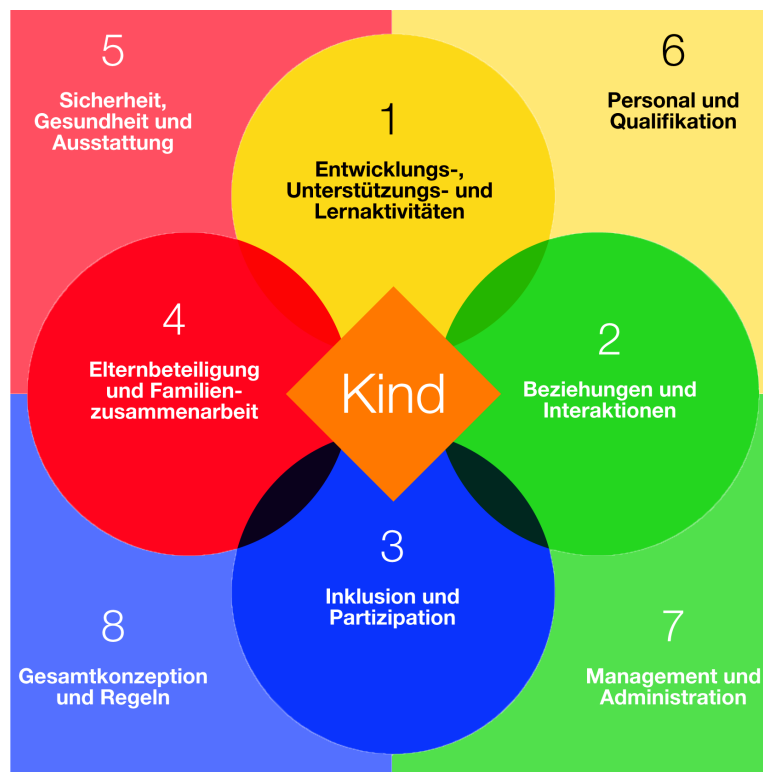 5
Sicherheit,
Gesundheit und
Ausstattung
6
Personal und
Qualifikation
1
Entwicklungs-,
Unterstützungs- und
Lernaktivitäten
4
Elternbeteiligung
und Familien-
zusammenarbeit
Kind
2
Beziehungen und
Interaktionen
3
Inklusion und
Partizipation
8
Gesamtkonzeption
und Regeln
7
Management und
Administration